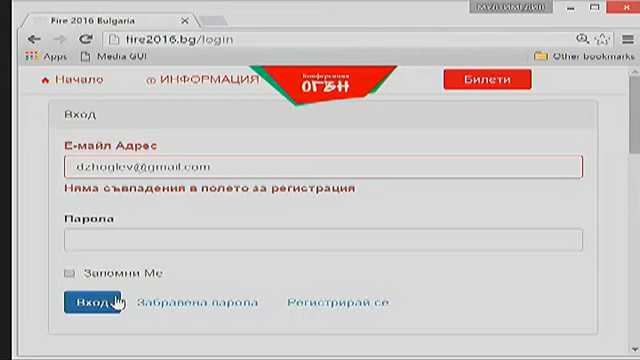 МУЛТИМЕДИЯ
Fire 2016 Bulgaria
fire2016.bg/login
Apps
Media GUI
Other bookmarks
Начало
ИНФОРМАЦИЯ
Конференция
ОГЪН
Билети
Вход
Е-майл Адрес
dzhoglev@gmail.com
Няма съвпадения в полето за регистрация
Парола
Запомни Ме
Вход
Забравена парола
Регистрирай се